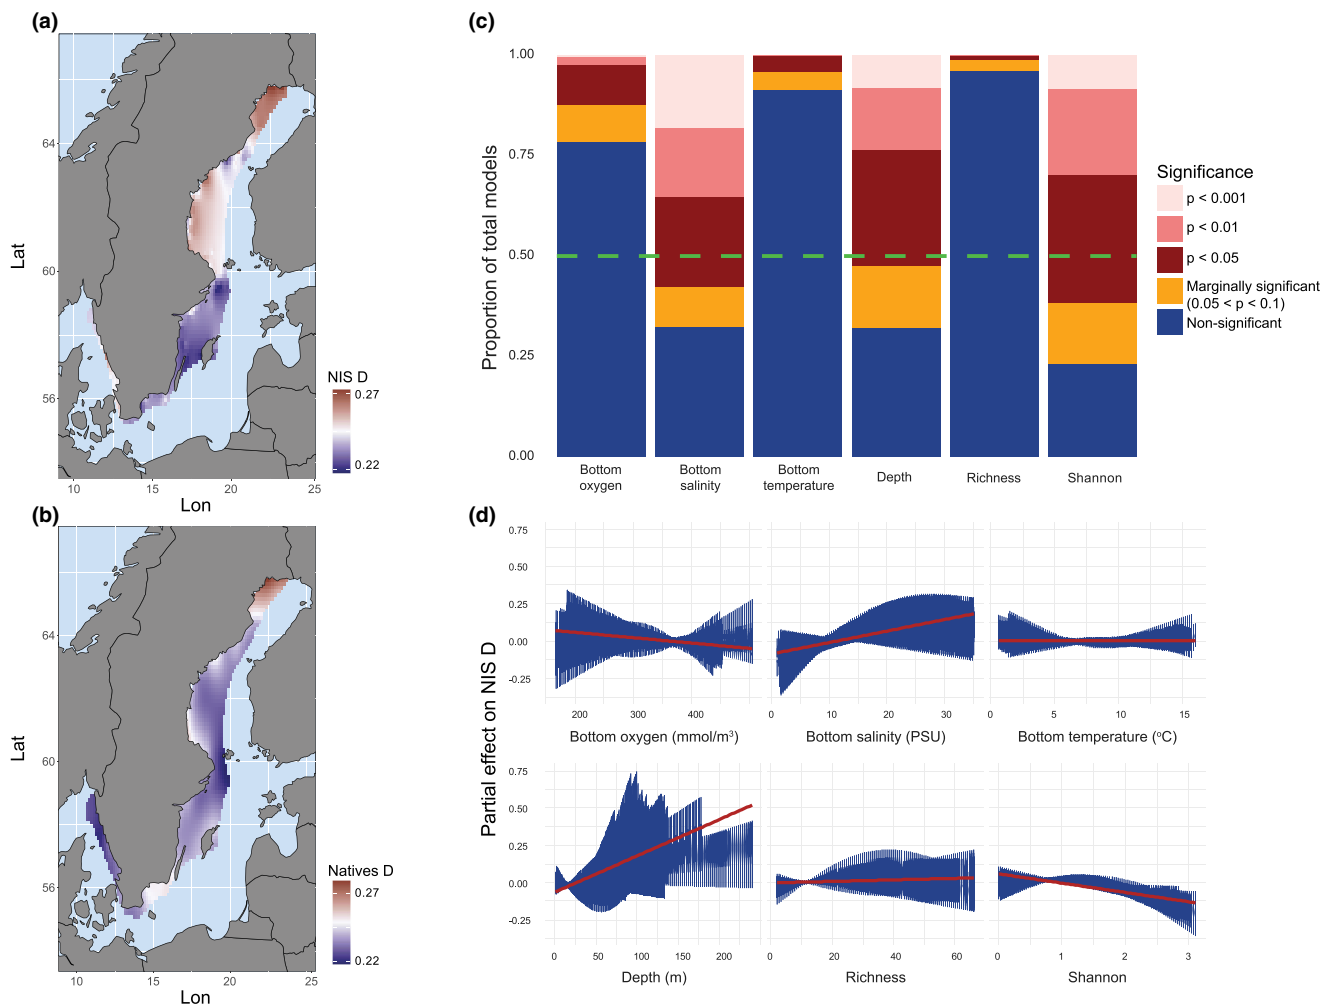 (a)
64
60
56
Lat
10
15
20
25
Lon
NIS D
0.27
0.22
(b)
64
60
56
Lat
10
15
20
25
Lon
Natives D
0.27
0.22
(c)
1.00
0.75
0.50
0.25
0.00
Proportion of total models
Bottom
oxygen
Bottom
salinity
Bottom
temperature
Depth
Richness
Shannon
Significance
p < 0.001
p < 0.01
p < 0.05
Marginally significant
(0.05 < p < 0.1)
Non-significant
(d)
Partial effect on NIS D
0.75
0.50
0.25
0.00
-0.25
200
300
400
Bottom oxygen (mmol/m³)
0
10
20
30
Bottom salinity (PSU)
0
5
10
15
Bottom temperature (°C)
0.75
0.50
0.25
0.00
-0.25
0
50
100
150
200
Depth (m)
0
20
40
60
Richness
0
1
2
3
Shannon